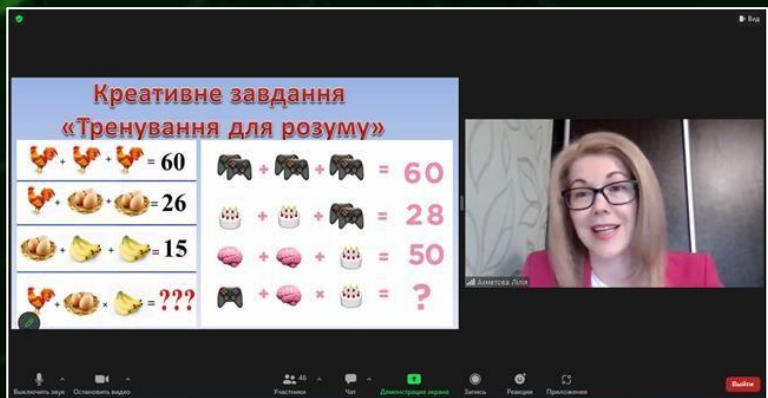 Вид
Креативне завдання
«Тренування для розуму»
+ + = 60
+ + = 26
+ + = 15
+ × = ???
+ + = 60
+ + = 28
+ + = 50
+ × = ?
Ахметова Лілія
Выключить звук Остановить видео Участники 46 Чат Демонстрация экрана Запись Реакции Приложения Выйти